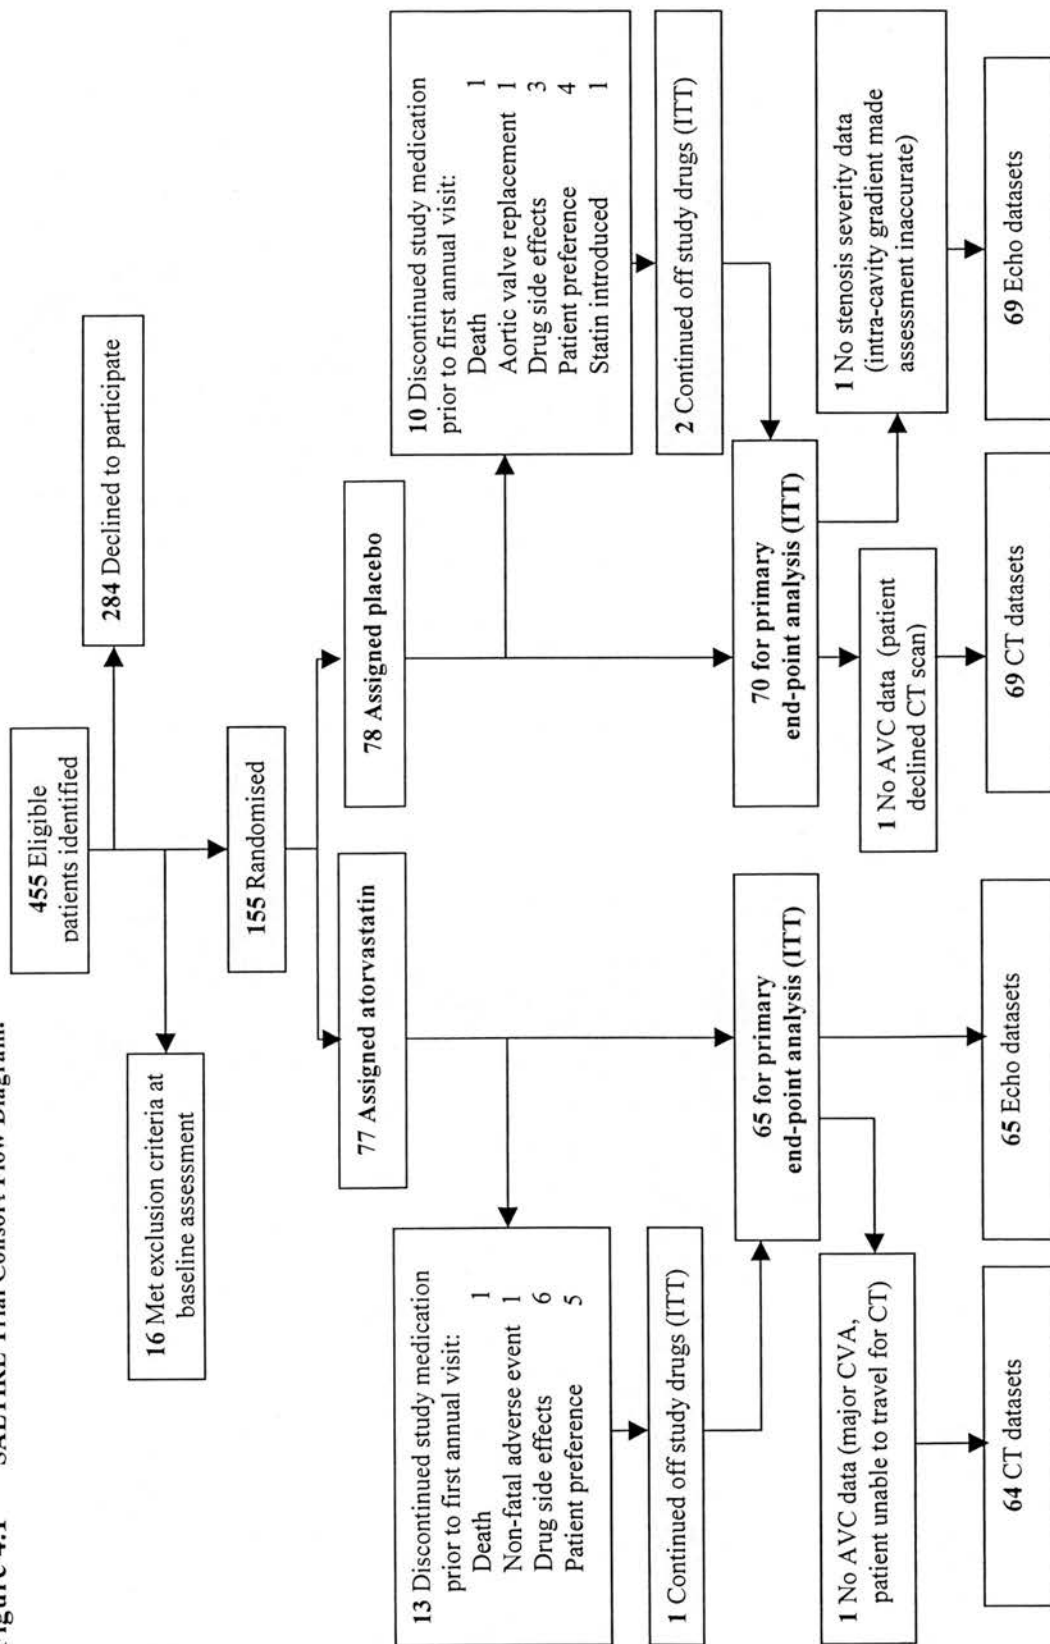 Figure 4.1 SALTIRE Trial Consort Flow Diagram.
455 Eligible
patients identified
284 Declined to participate
16 Met exclusion criteria at
baseline assessment
155 Randomised
77 Assigned atorvastatin
78 Assigned placebo
13 Discontinued study medication
prior to first annual visit:
Death 1
Non-fatal adverse event 1
Drug side effects 6
Patient preference 5
10 Discontinued study medication
prior to first annual visit:
Death 1
Aortic valve replacement 1
Drug side effects 3
Patient preference 4
Statin introduced 1
1 Continued off study drugs (ITT)
2 Continued off study drugs (ITT)
65 for primary
end-point analysis (ITT)
70 for primary
end-point analysis (ITT)
1 No AVC data (major CVA,
patient unable to travel for CT)
1 No AVC data (patient
declined CT scan)
1 No stenosis severity data
(intra-cavity gradient made
assessment inaccurate)
64 CT datasets
65 Echo datasets
69 CT datasets
69 Echo datasets